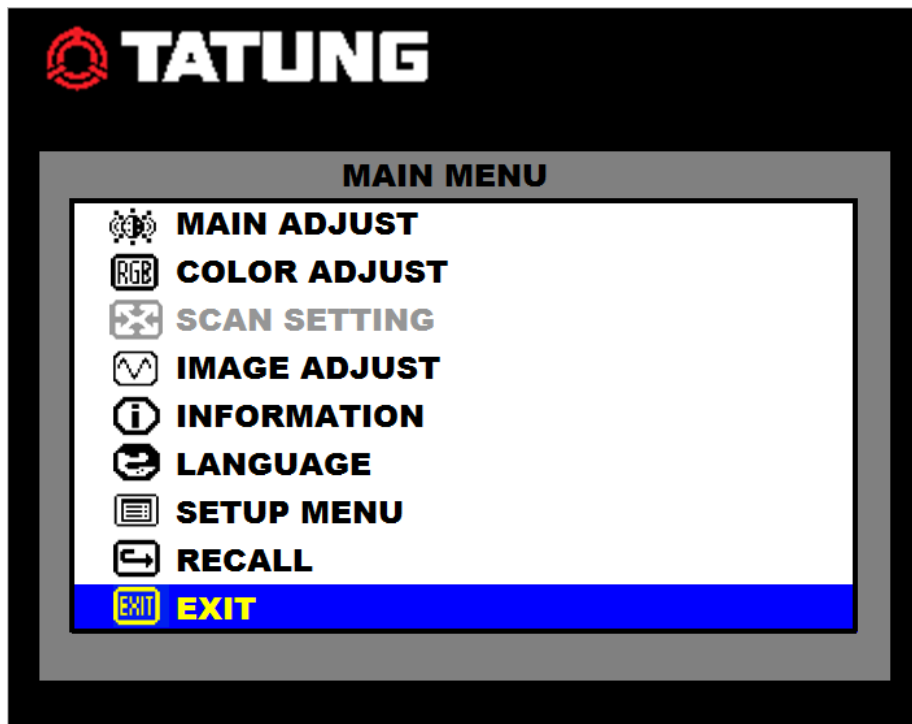 TATUNG
MAIN MENU
MAIN ADJUST
RGB COLOR ADJUST
SCAN SETTING
IMAGE ADJUST
i INFORMATION
LANGUAGE
SETUP MENU
RECALL
EXIT EXIT